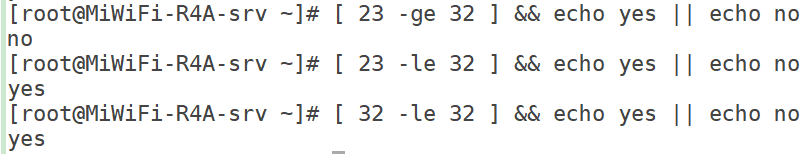 [root@MiWiFi-R4A-srv ~]# [ 23 -ge 32 ] && echo yes || echo no
no
[root@MiWiFi-R4A-srv ~]# [ 23 -le 32 ] && echo yes || echo no
yes
[root@MiWiFi-R4A-srv ~]# [ 32 -le 32 ] && echo yes || echo no
yes